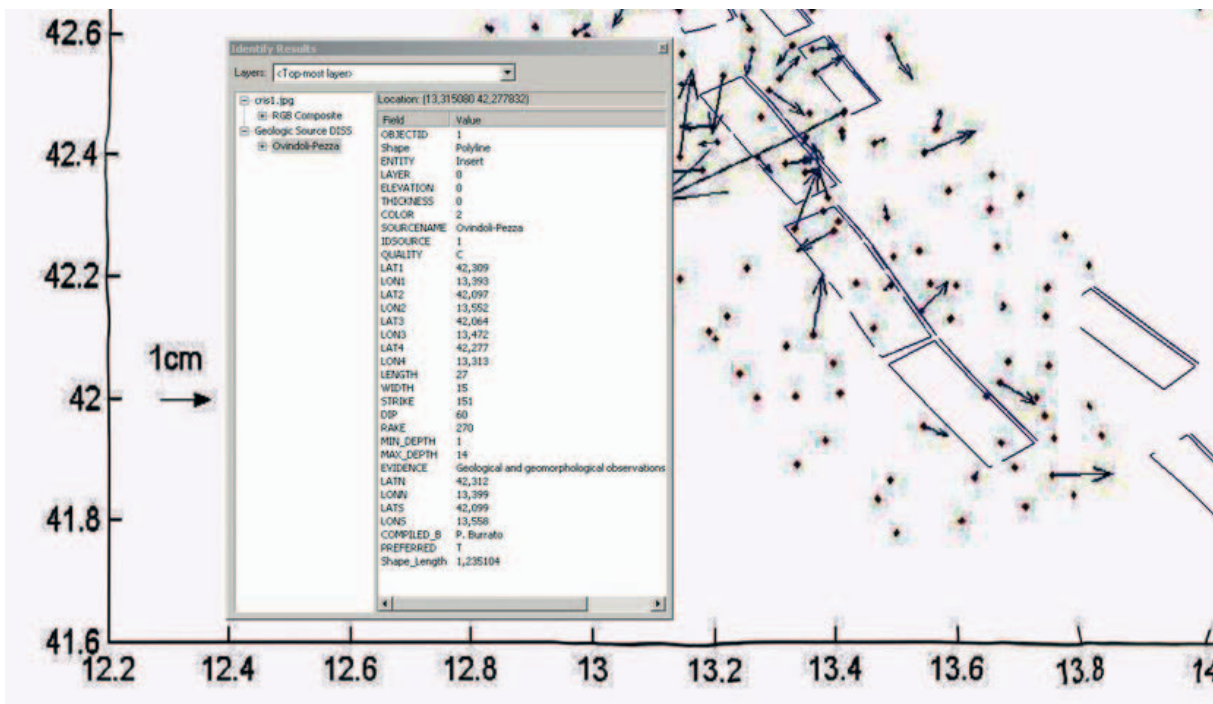 42.6
42.4
42.2
42
41.8
41.6
1cm
12.2 12.4 12.6 12.8 13 13.2 13.4 13.6 13.8 14
Identify Results
Layers: <Top-most layer>
cris1.jpg
RGB Composite
Geologic Source DISS
Ovindoli-Pezza
Location: (13,315080 42,277832)
Field Value
OBJECTID 1
Shape Polyline
ENTITY Insert
LAYER 0
ELEVATION 0
THICKNESS 0
COLOR 2
SOURCENAME Ovindoli-Pezza
IDSOURCE 1
QUALITY C
LAT1 42,309
LON1 13,393
LAT2 42,097
LON2 13,552
LAT3 42,064
LON3 13,472
LAT4 42,277
LON4 13,313
LENGTH 27
WIDTH 15
STRIKE 151
DIP 60
RAKE 270
MIN_DEPTH 1
MAX_DEPTH 14
EVIDENCE Geological and geomorphological observations
LATN 42,312
LONN 13,399
LATS 42,099
LONS 13,558
COMPILED_B P. Burrato
PREFERRED T
Shape_Length 1,235104